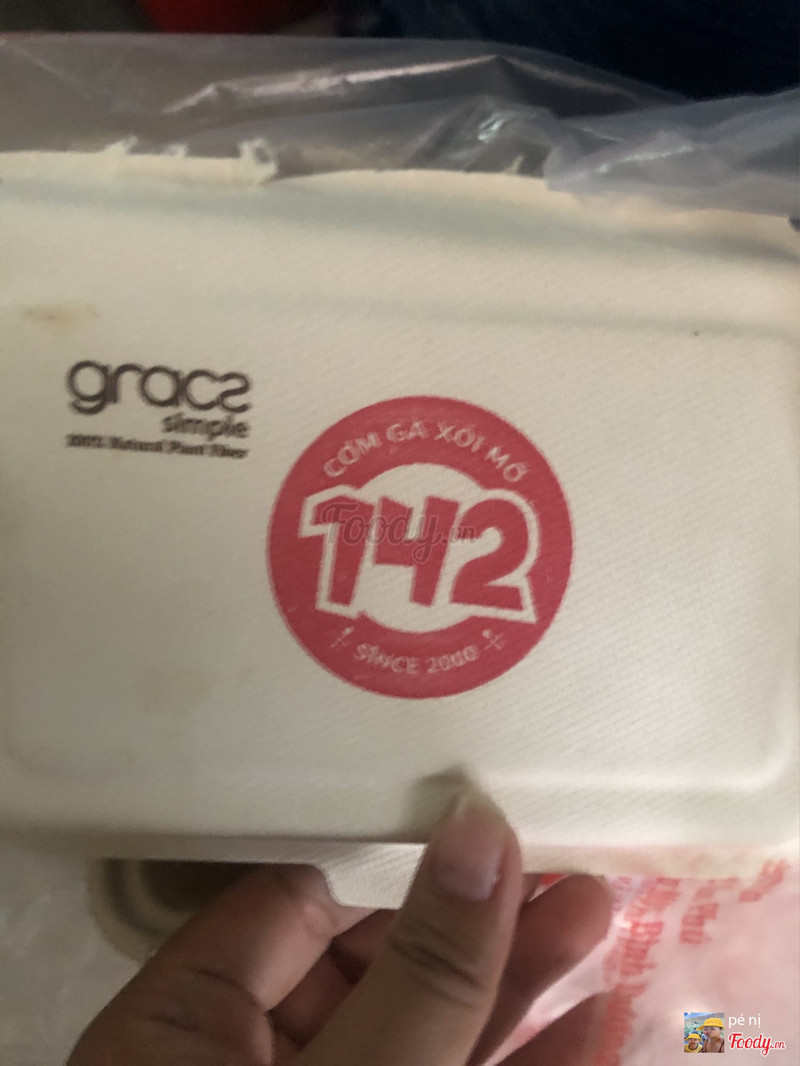 gracz
simple
100% Natural Plant Fiber
CƠM GÀ XỐI MỠ
142
SINCE 2000
Foody.vn
pé nị
Foody.vn